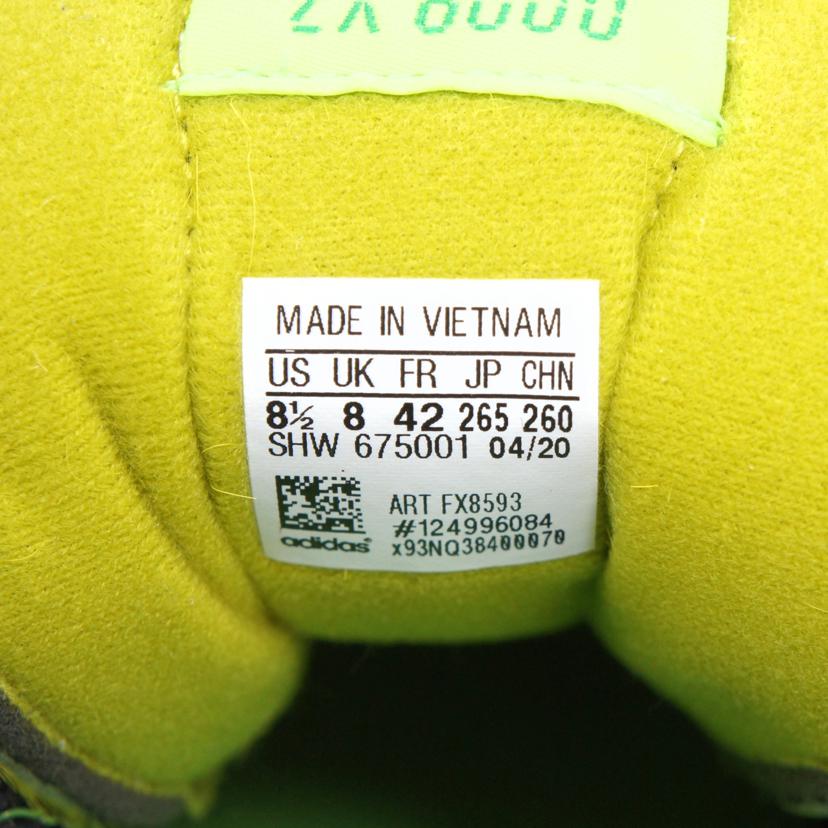 ZX 8000
MADE IN VIETNAM
US UK FR JP CHN
8½ 8 42 265 260
SHW 675001 04/20
ART FX8593
#124996084
adidas®
x93NQ38400070